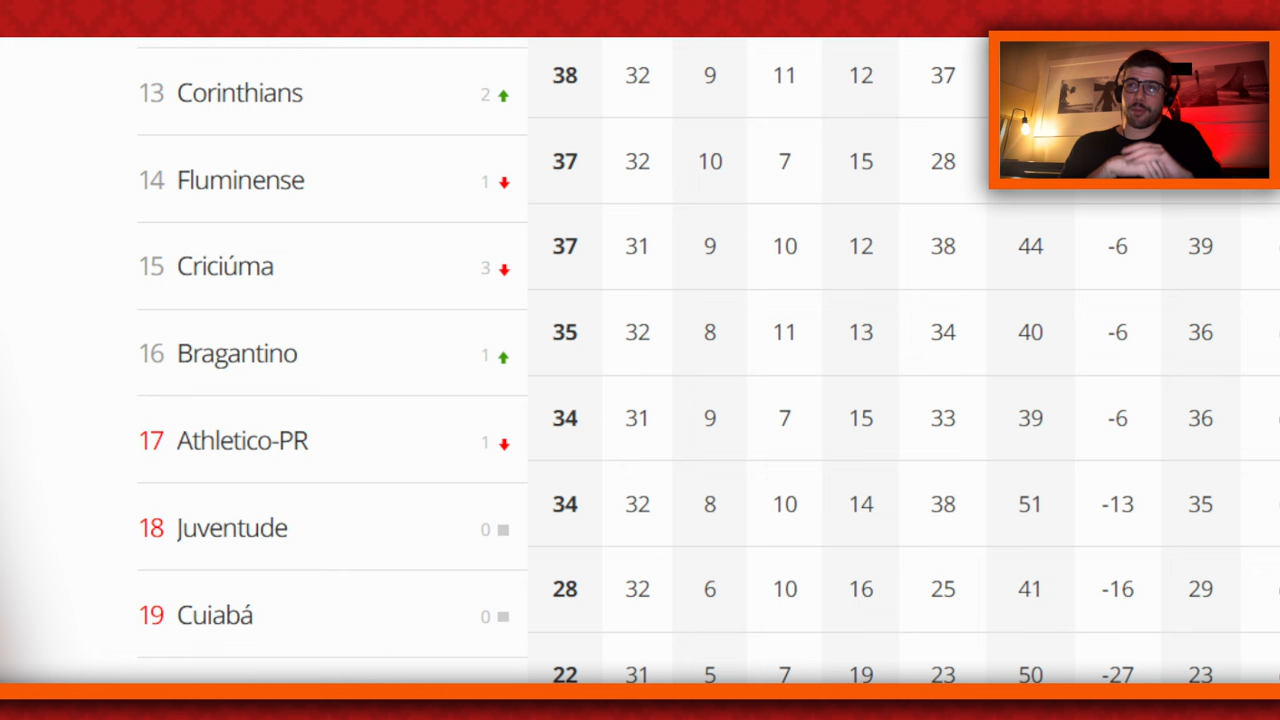 13 Corinthians 2 38 32 9 11 12 37
14 Fluminense 1 37 32 10 7 15 28
15 Criciúma 3 37 31 9 10 12 38 44 -6 39
16 Bragantino 1 35 32 8 11 13 34 40 -6 36
17 Athletico-PR 1 34 31 9 7 15 33 39 -6 36
18 Juventude 0 34 32 8 10 14 38 51 -13 35
19 Cuiabá 0 28 32 6 10 16 25 41 -16 29
22 31 5 7 19 23 50 -27 23